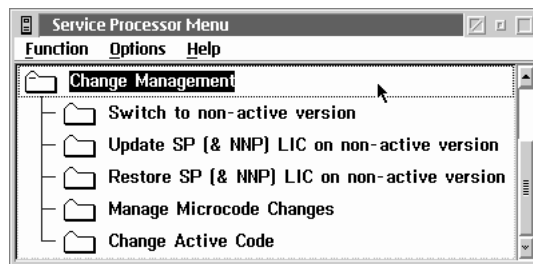 Service Processor Menu
Function Options Help
Change Management
Switch to non-active version
Update SP (& NNP) LIC on non-active version
Restore SP (& NNP) LIC on non-active version
Manage Microcode Changes
Change Active Code